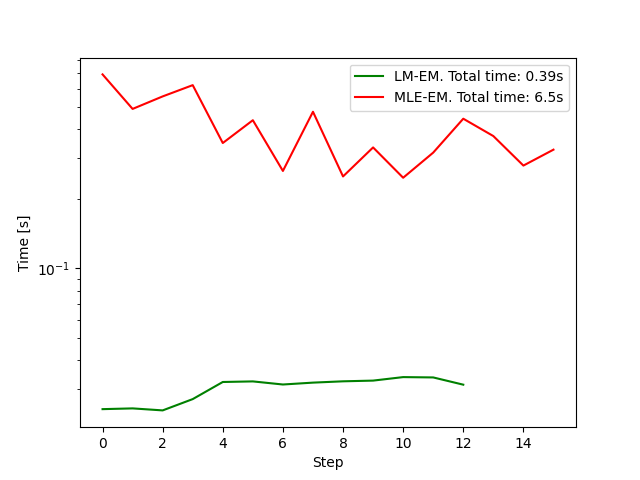 LM-EM. Total time: 0.39s
MLE-EM. Total time: 6.5s
Time [s]
10⁻¹
0 2 4 6 8 10 12 14
Step